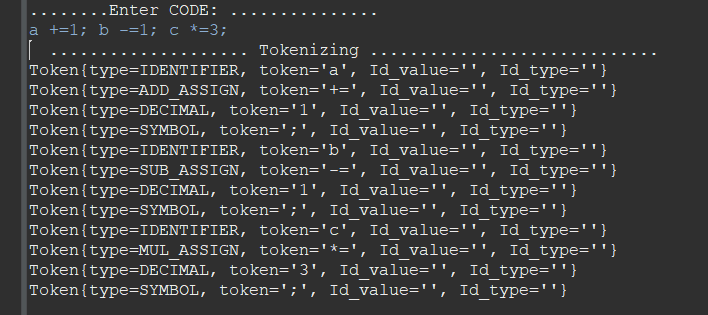 ........Enter CODE: ...............
a +=1; b -=1; c *=3;
.................... Tokenizing .............................
Token{type=IDENTIFIER, token='a', Id_value='', Id_type=''}
Token{type=ADD_ASSIGN, token='+=', Id_value='', Id_type=''}
Token{type=DECIMAL, token='1', Id_value='', Id_type=''}
Token{type=SYMBOL, token=';', Id_value='', Id_type=''}
Token{type=IDENTIFIER, token='b', Id_value='', Id_type=''}
Token{type=SUB_ASSIGN, token='-=', Id_value='', Id_type=''}
Token{type=DECIMAL, token='1', Id_value='', Id_type=''}
Token{type=SYMBOL, token=';', Id_value='', Id_type=''}
Token{type=IDENTIFIER, token='c', Id_value='', Id_type=''}
Token{type=MUL_ASSIGN, token='*=', Id_value='', Id_type=''}
Token{type=DECIMAL, token='3', Id_value='', Id_type=''}
Token{type=SYMBOL, token=';', Id_value='', Id_type=''}